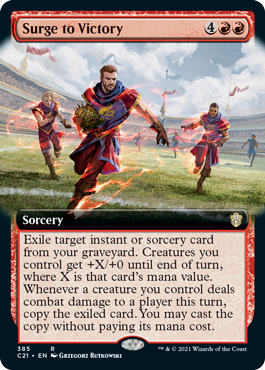 Surge to Victory 4
Sorcery
Exile target instant or sorcery card
from your graveyard. Creatures you
control get +X/+0 until end of turn,
where X is that card's mana value.
Whenever a creature you control deals
combat damage to a player this turn,
copy the exiled card. You may cast the
copy without paying its mana cost.
385 R
C21 • EN Grzegorz Rutkowski ™ & © 2021 Wizards of the Coast